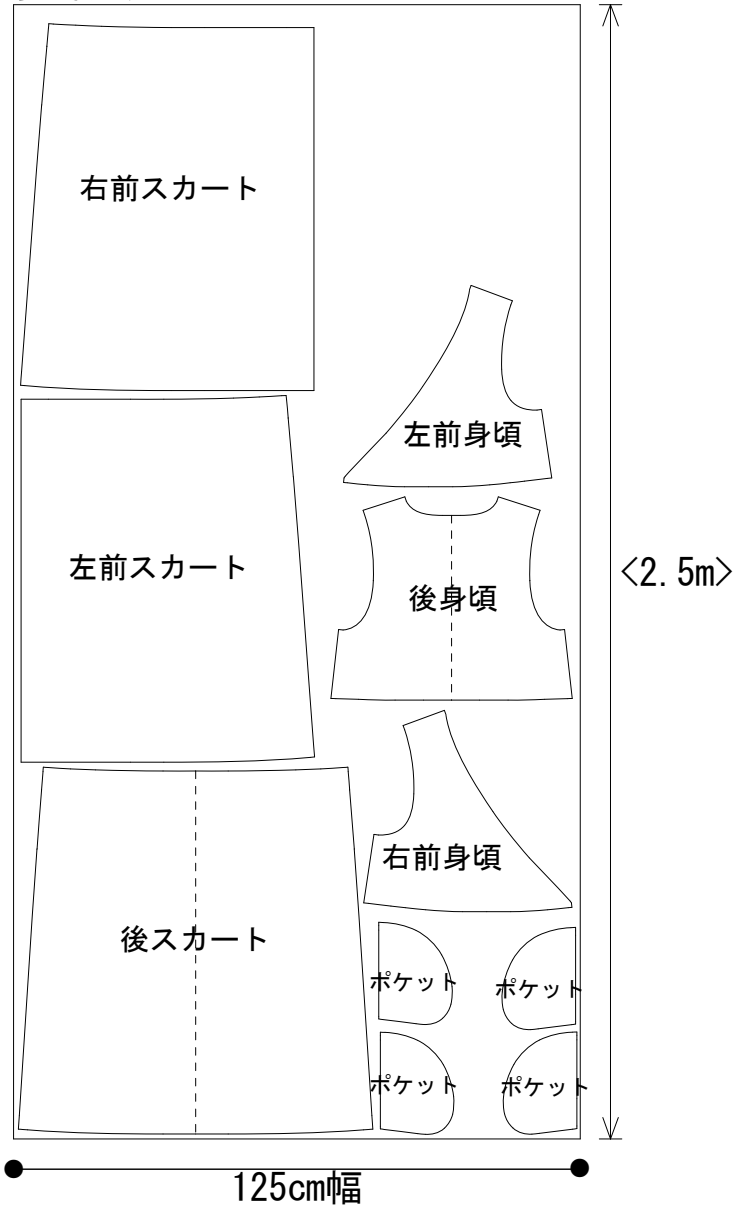 右前スカート
左前身頃
左前スカート
<2.5m>
後身頃
右前身頃
後スカート
ポケット
ポケット
ポケット
ポケット
125cm幅